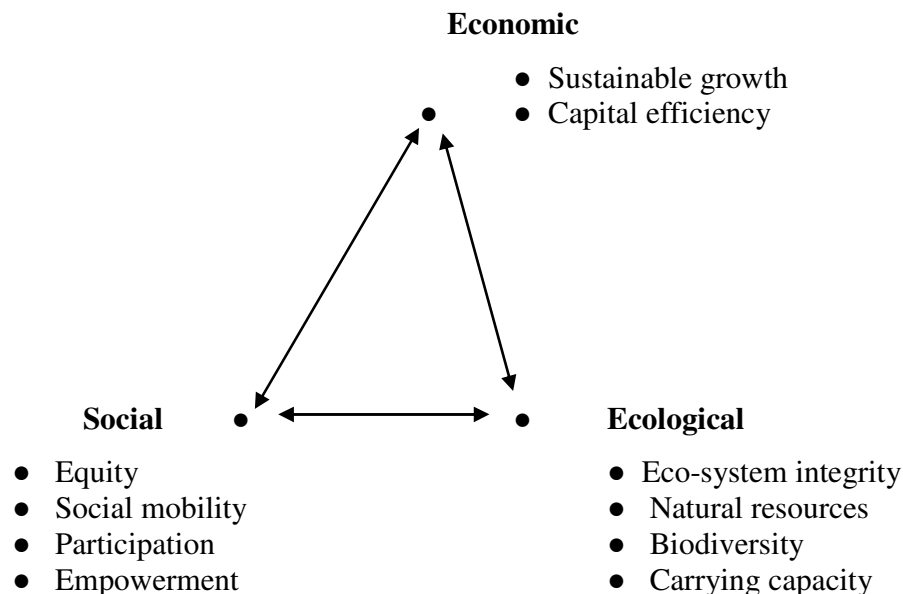 Economic
● Sustainable growth
● Capital efficiency
Social
● Equity
● Social mobility
● Participation
● Empowerment
Ecological
● Eco-system integrity
● Natural resources
● Biodiversity
● Carrying capacity